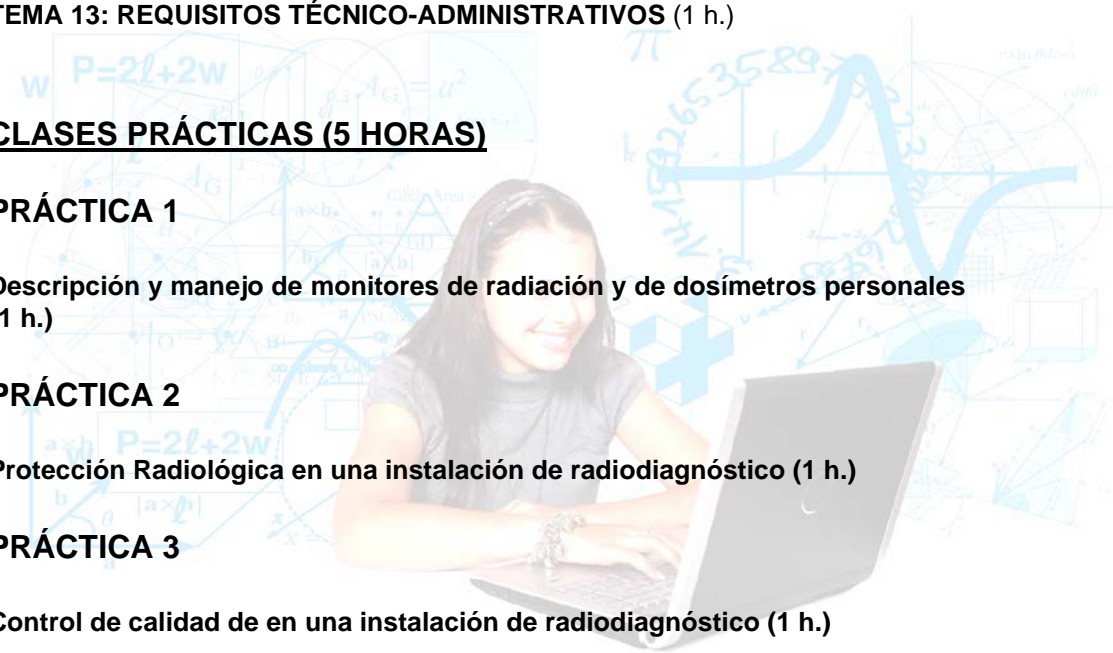 TEMA 13: REQUISITOS TÉCNICO-ADMINISTRATIVOS (1 h.)
P=2ℓ+2w
w
CLASES PRÁCTICAS (5 HORAS)
PRÁCTICA 1
Descripción y manejo de monitores de radiación y de dosímetros personales
(1 h.)
PRÁCTICA 2
P=2ℓ+2w
Protección Radiológica en una instalación de radiodiagnóstico (1 h.)
PRÁCTICA 3
Control de calidad de en una instalación de radiodiagnóstico (1 h.)